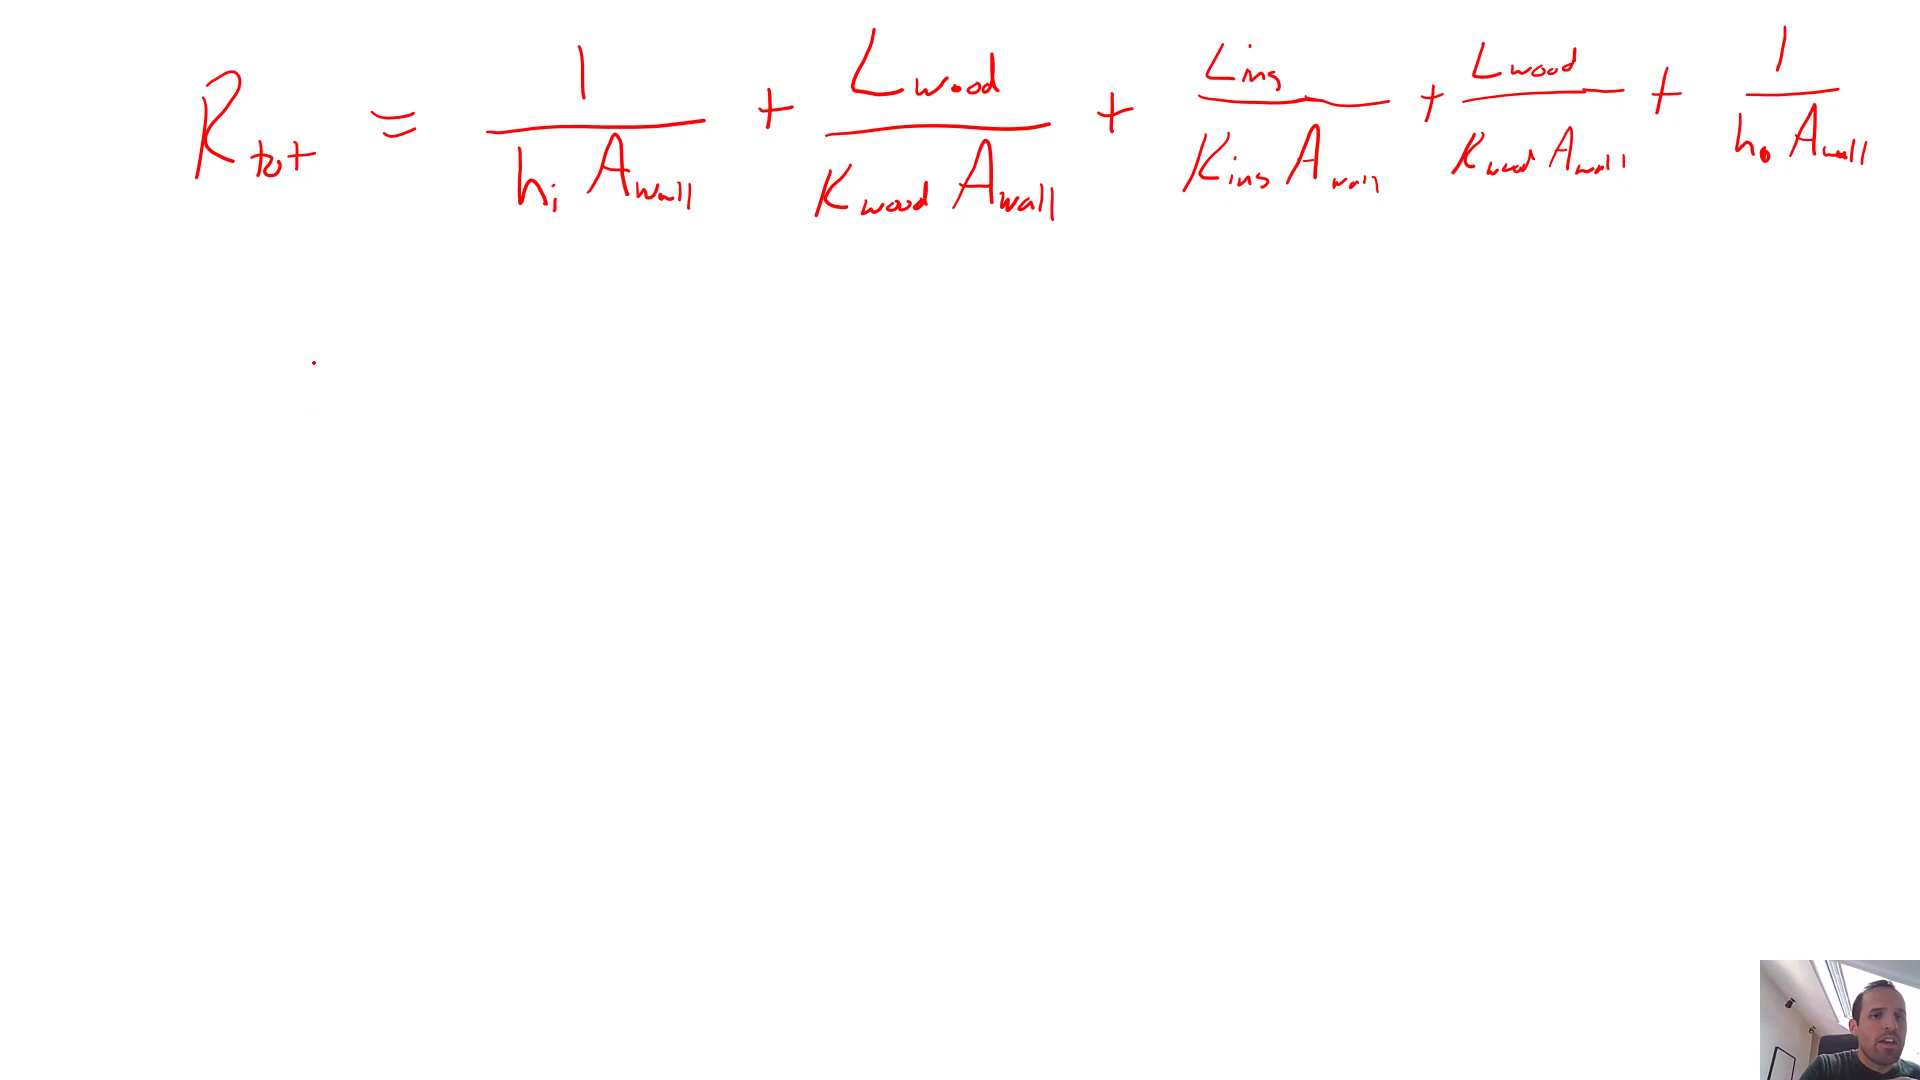 R_tot = 1 / (h_i A_wall) + L_wood / (K_wood A_wall) + L_ins / (K_ins A_wall) + L_wood / (K_wood A_wall) + 1 / (h_o A_wall)